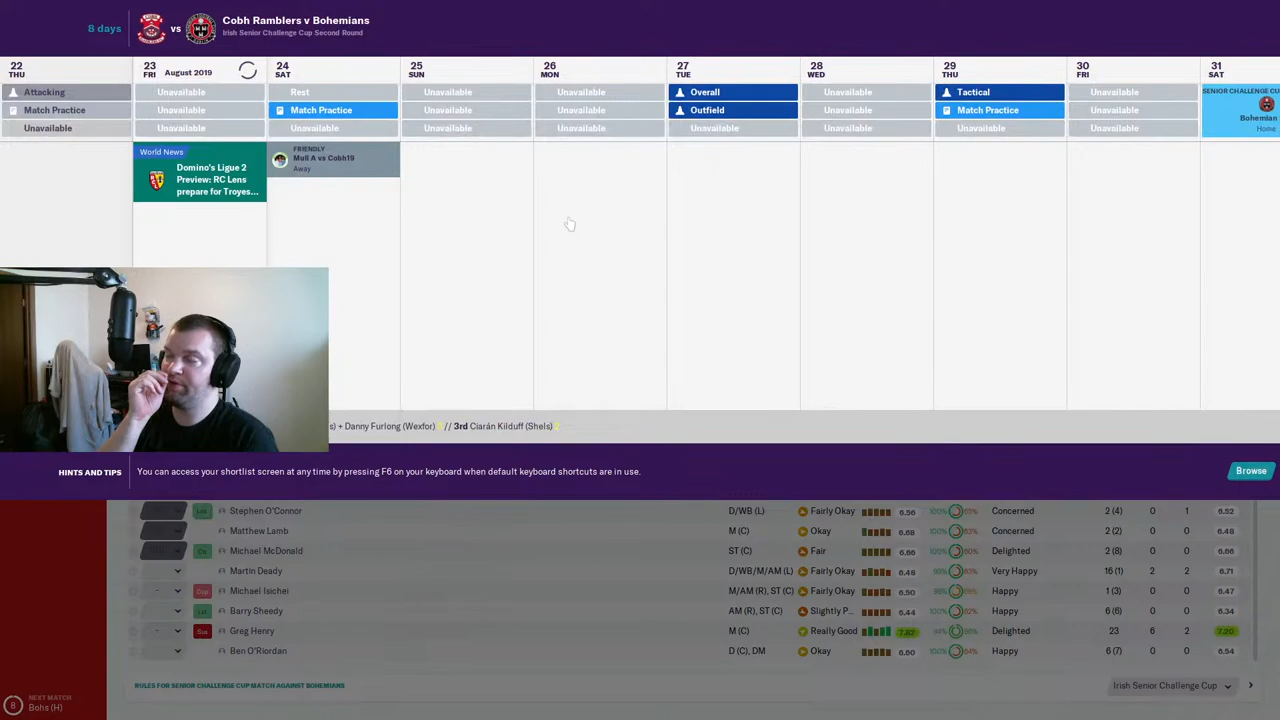 8 days
vs
Cobh Ramblers v Bohemians
Irish Senior Challenge Cup Second Round
22 THU
23 FRI August 2019
24 SAT
25 SUN
26 MON
27 TUE
28 WED
29 THU
30 FRI
31 SAT
Attacking
Unavailable
Rest
Unavailable
Unavailable
Overall
Unavailable
Tactical
Unavailable
SENIOR CHALLENGE CU
Match Practice
Unavailable
Match Practice
Unavailable
Unavailable
Outfield
Unavailable
Match Practice
Unavailable
Bohemian
Unavailable
Unavailable
Unavailable
Unavailable
Unavailable
Unavailable
Unavailable
Unavailable
Unavailable
Home
World News
Domino's Ligue 2
Preview: RC Lens
prepare for Troyes...
FRIENDLY
Mull A vs Cobh19
Away
s) + Danny Furlong (Wexfor) // 3rd Ciarán Kilduff (Shels)
HINTS AND TIPS
You can access your shortlist screen at any time by pressing F6 on your keyboard when default keyboard shortcuts are in use.
Browse
Stephen O'Connor D/WB (L) Fairly Okay 6.56 100% Concerned 2 (4) 0 1 6.52
Matthew Lamb M (C) Okay 6.68 100% Concerned 2 (2) 0 0 6.48
Michael McDonald ST (C) Fair 6.66 100% Delighted 2 (8) 0 0 6.66
Martin Deady D/WB/M/AM (L) Fairly Okay 6.48 Very Happy 16 (1) 2 2 6.71
Michael Isichei M/AM (R), ST (C) Fairly Okay 6.50 Happy 1 (3) 0 0 6.47
Barry Sheedy AM (R), ST (C) Slightly P... 6.44 100% Happy 6 (6) 0 0 6.34
Sus Greg Henry M (C) Really Good 7.62 Delighted 23 6 2 7.20
Ben O'Riordan D (C), DM Okay 6.60 100% Happy 6 (7) 0 0 6.54
RULES FOR SENIOR CHALLENGE CUP MATCH AGAINST BOHEMIANS
Irish Senior Challenge Cup
8
NEXT MATCH
Bohs (H)